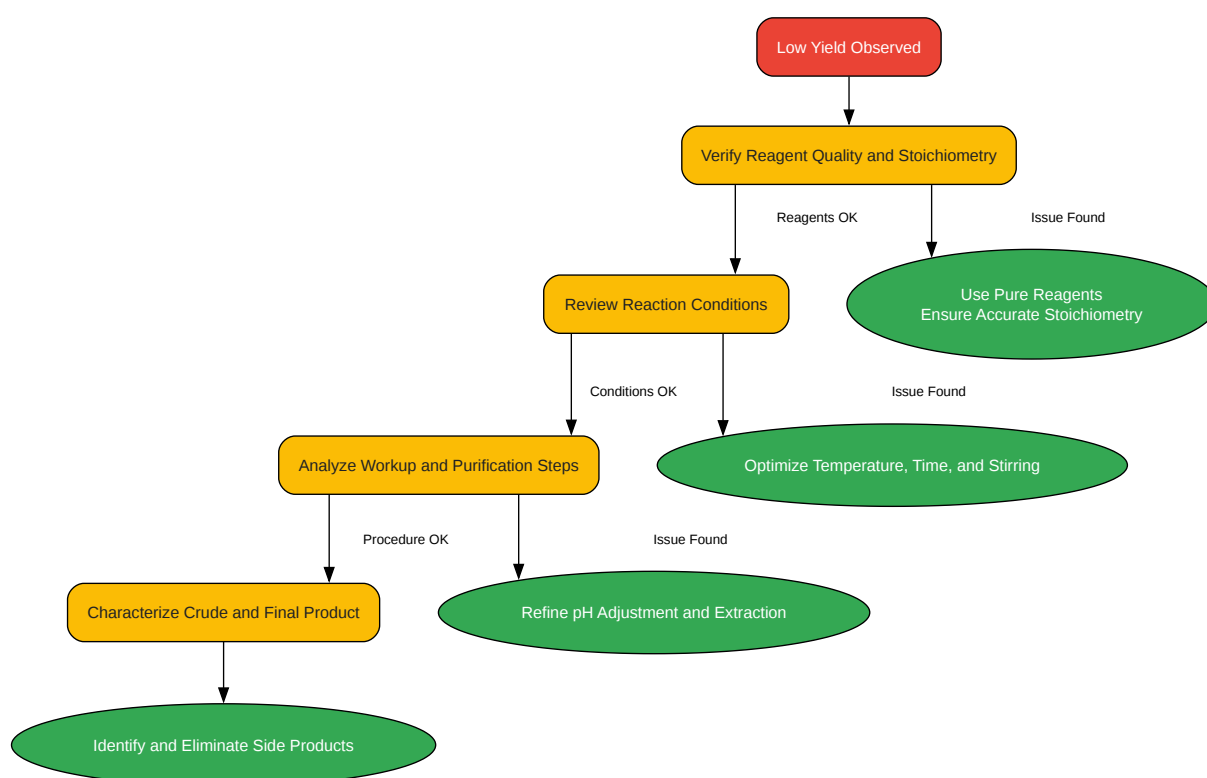 Low Yield Observed
Verify Reagent Quality and Stoichiometry
Reagents OK
Issue Found
Review Reaction Conditions
Use Pure Reagents
Ensure Accurate Stoichiometry
Conditions OK
Issue Found
Analyze Workup and Purification Steps
Optimize Temperature, Time, and Stirring
Procedure OK
Issue Found
Characterize Crude and Final Product
Refine pH Adjustment and Extraction
Identify and Eliminate Side Products